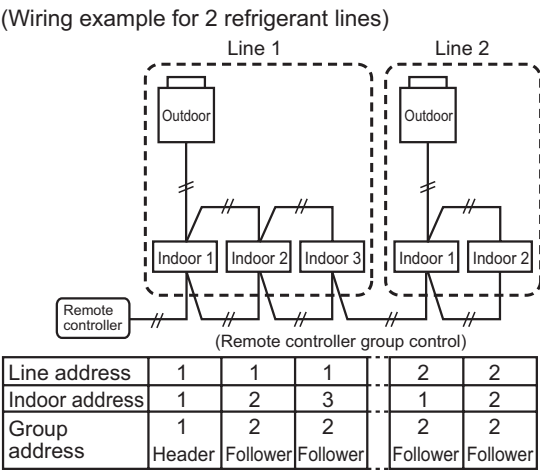 (Wiring example for 2 refrigerant lines)
Line 1
Line 2
Outdoor
Outdoor
Indoor 1
Indoor 2
Indoor 3
Indoor 1
Indoor 2
Remote
controller
(Remote controller group control)
Line address 1 1 1 2 2
Indoor address 1 2 3 1 2
Group
address
1 2 2 2 2
Header Follower Follower Follower Follower